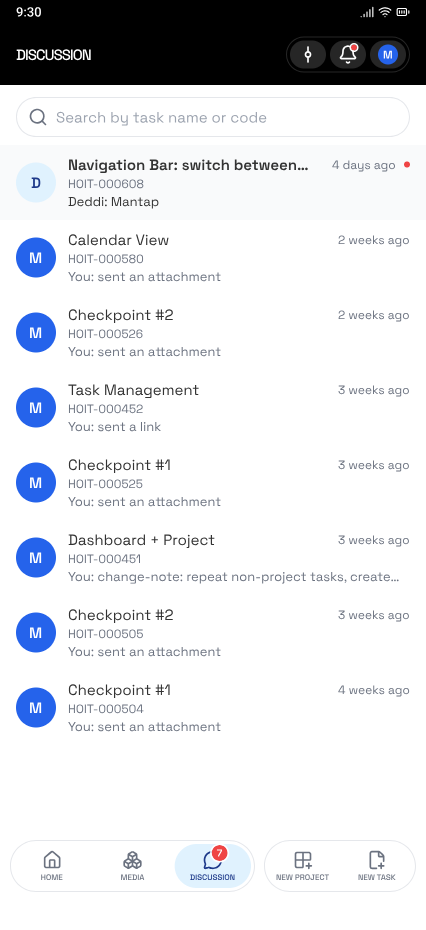 9:30
DISCUSSION
M
Search by task name or code
D
Navigation Bar: switch between...
4 days ago
HOIT-000608
Deddi: Mantap
M
Calendar View
2 weeks ago
HOIT-000580
You: sent an attachment
M
Checkpoint #2
2 weeks ago
HOIT-000526
You: sent an attachment
M
Task Management
3 weeks ago
HOIT-000452
You: sent a link
M
Checkpoint #1
3 weeks ago
HOIT-000525
You: sent an attachment
M
Dashboard + Project
3 weeks ago
HOIT-000451
You: change-note: repeat non-project tasks, create...
M
Checkpoint #2
3 weeks ago
HOIT-000505
You: sent an attachment
M
Checkpoint #1
4 weeks ago
HOIT-000504
You: sent an attachment
7
HOME
MEDIA
DISCUSSION
NEW PROJECT
NEW TASK